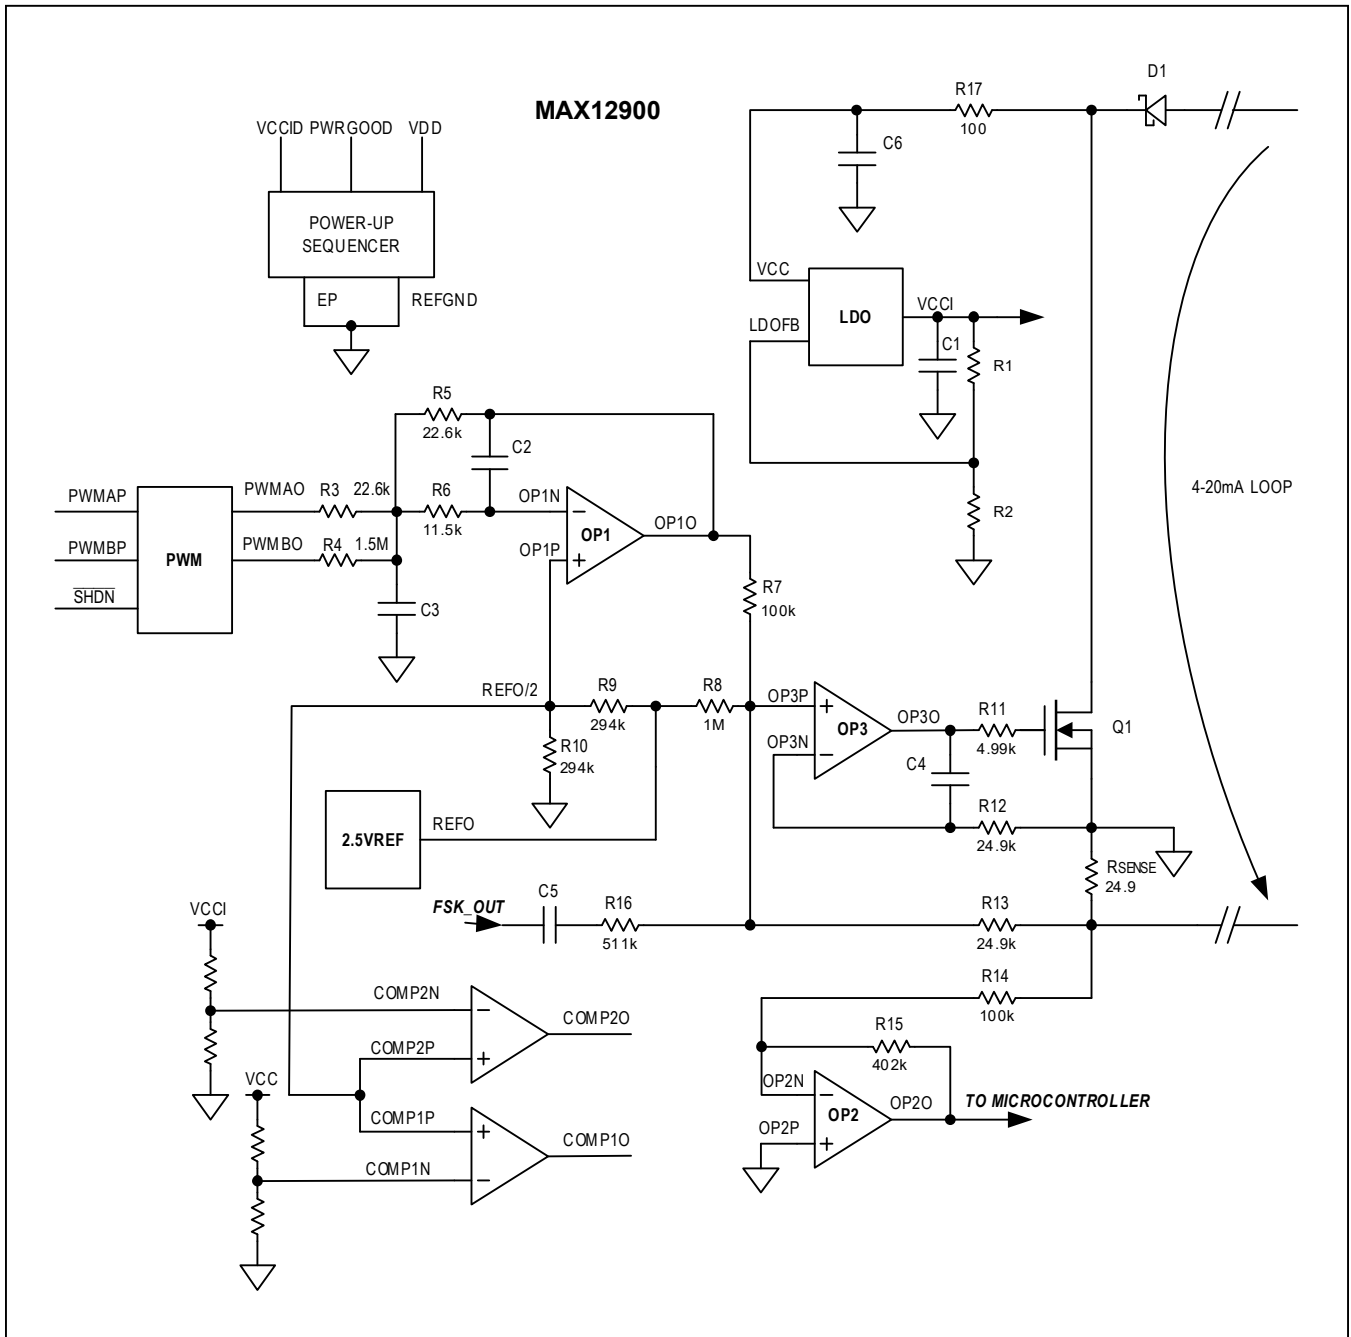 MAX12900
D1
R17
100
C6
VCCID PWRGOOD VDD
POWER-UP
SEQUENCER
EP
REFGND
VCC
LDOFB
LDO
VCCI
C1
R1
R2
4-20mA LOOP
R5
22.6k
C2
PWMAP
PWMBP
SHDN
PWM
PWMAO
PWMBO
R3
22.6k
R4
1.5M
R6
11.5k
C3
OP1N
OP1P
OP1
OP1O
R7
100k
REFO/2
R9
294k
R8
1M
R10
294k
2.5VREF
REFO
OP3P
OP3N
OP3
OP3O
R11
4.99k
Q1
C4
R12
24.9k
RSENSE
24.9
FSK_OUT
C5
R16
511k
R13
24.9k
R14
100k
R15
402k
OP2N
OP2P
OP2
OP2O
TO MICROCONTROLLER
VCCI
COMP2N
COMP2P
COMP2O
VCC
COMP1P
COMP1N
COMP1O